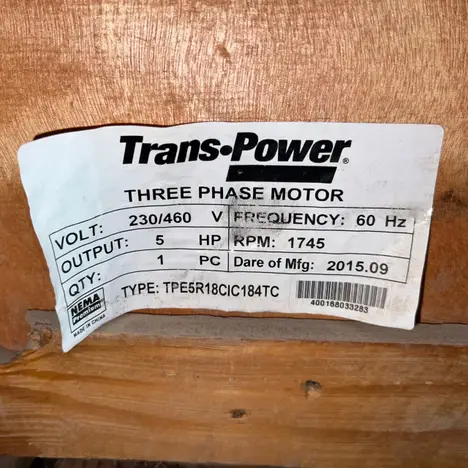 Trans•Power®
THREE PHASE MOTOR
VOLT: 230/460 V FREQUENCY: 60 Hz
OUTPUT: 5 HP RPM: 1745
QTY: 1 PC Dare of Mfg: 2015.09
TYPE: TPE5R18CIC184TC
400168033283
NEMA
Premium
MADE IN CHINA